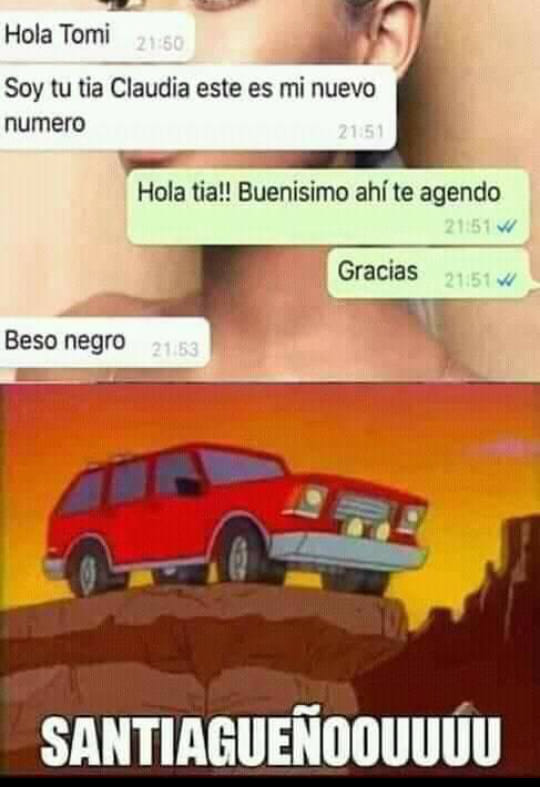 Hola Tomi 21:50
Soy tu tia Claudia este es mi nuevo
numero 21:51
Hola tia!! Buenisimo ahí te agendo
21:51
Gracias 21:51
Beso negro 21:53
SANTIAGUEÑOOUUUU